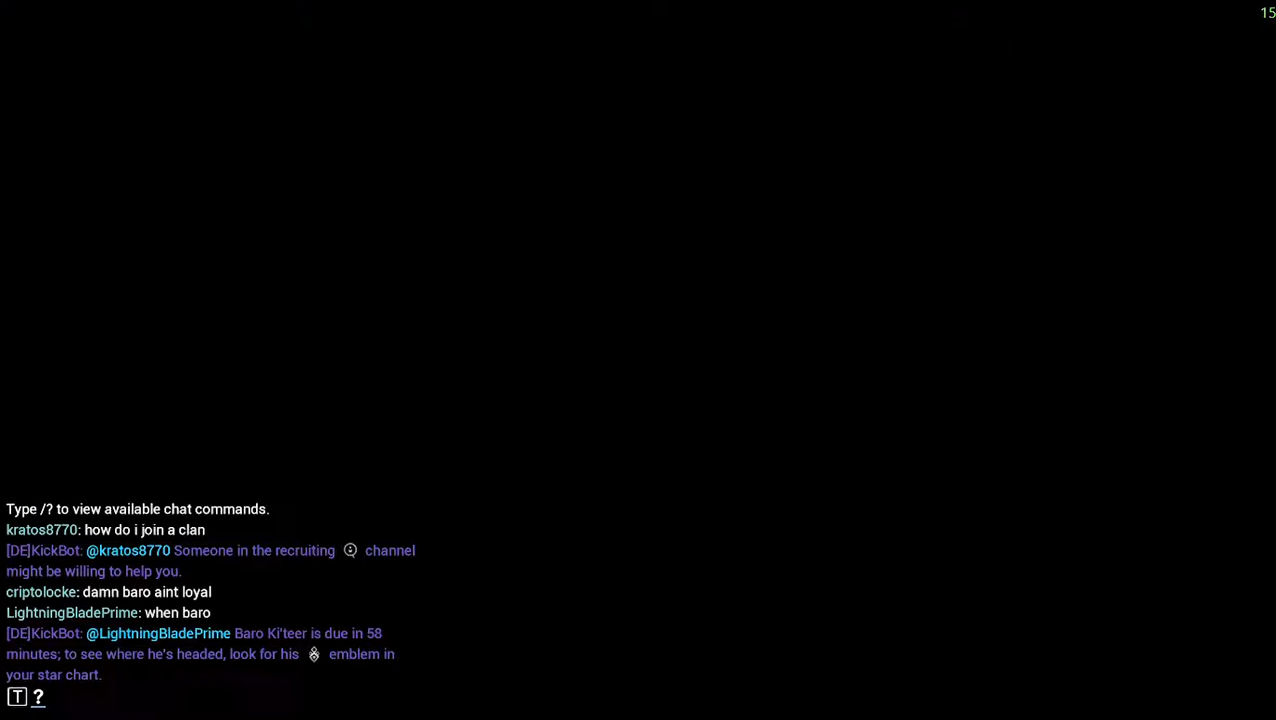 15
Type /? to view available chat commands.
kratos8770: how do i join a clan
[DE]KickBot: @kratos8770 Someone in the recruiting channel
might be willing to help you.
criptolocke: damn baro aint loyal
LightningBladePrime: when baro
[DE]KickBot: @LightningBladePrime Baro Ki'teer is due in 58
minutes; to see where he's headed, look for his emblem in
your star chart.
T ?